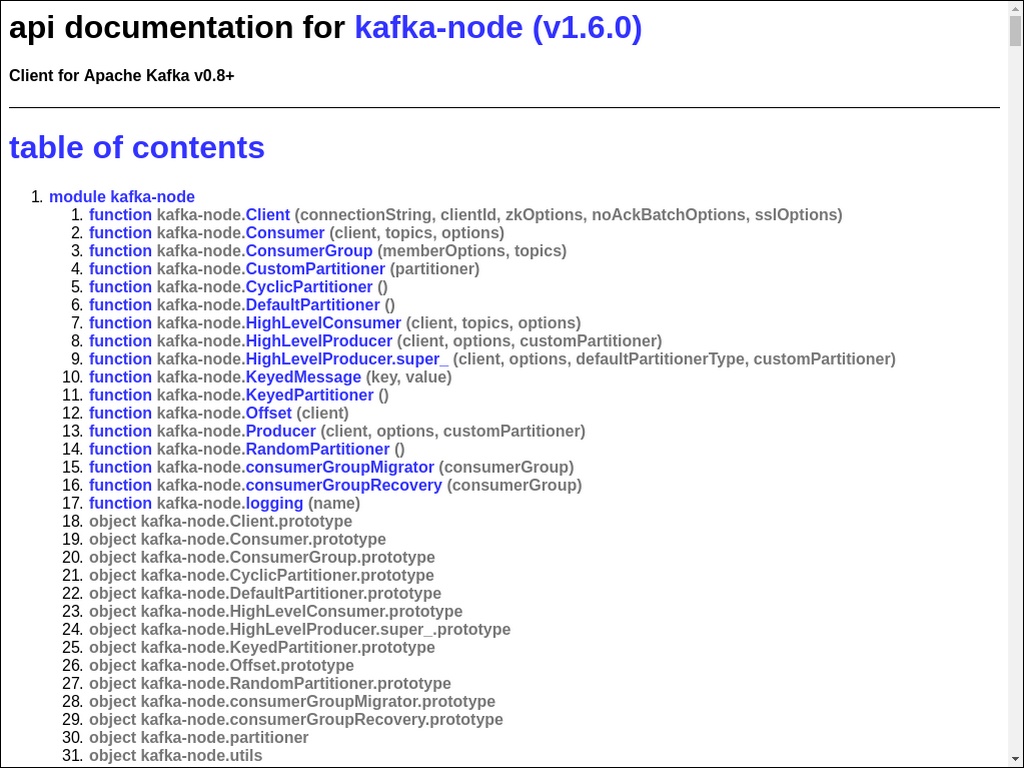 api documentation for kafka-node (v1.6.0)
Client for Apache Kafka v0.8+
table of contents
1. module kafka-node
1. function kafka-node.Client (connectionString, clientId, zkOptions, noAckBatchOptions, sslOptions)
2. function kafka-node.Consumer (client, topics, options)
3. function kafka-node.ConsumerGroup (memberOptions, topics)
4. function kafka-node.CustomPartitioner (partitioner)
5. function kafka-node.CyclicPartitioner ()
6. function kafka-node.DefaultPartitioner ()
7. function kafka-node.HighLevelConsumer (client, topics, options)
8. function kafka-node.HighLevelProducer (client, options, customPartitioner)
9. function kafka-node.HighLevelProducer.super_ (client, options, defaultPartitionerType, customPartitioner)
10. function kafka-node.KeyedMessage (key, value)
11. function kafka-node.KeyedPartitioner ()
12. function kafka-node.Offset (client)
13. function kafka-node.Producer (client, options, customPartitioner)
14. function kafka-node.RandomPartitioner ()
15. function kafka-node.consumerGroupMigrator (consumerGroup)
16. function kafka-node.consumerGroupRecovery (consumerGroup)
17. function kafka-node.logging (name)
18. object kafka-node.Client.prototype
19. object kafka-node.Consumer.prototype
20. object kafka-node.ConsumerGroup.prototype
21. object kafka-node.CyclicPartitioner.prototype
22. object kafka-node.DefaultPartitioner.prototype
23. object kafka-node.HighLevelConsumer.prototype
24. object kafka-node.HighLevelProducer.super_.prototype
25. object kafka-node.KeyedPartitioner.prototype
26. object kafka-node.Offset.prototype
27. object kafka-node.RandomPartitioner.prototype
28. object kafka-node.consumerGroupMigrator.prototype
29. object kafka-node.consumerGroupRecovery.prototype
30. object kafka-node.partitioner
31. object kafka-node.utils